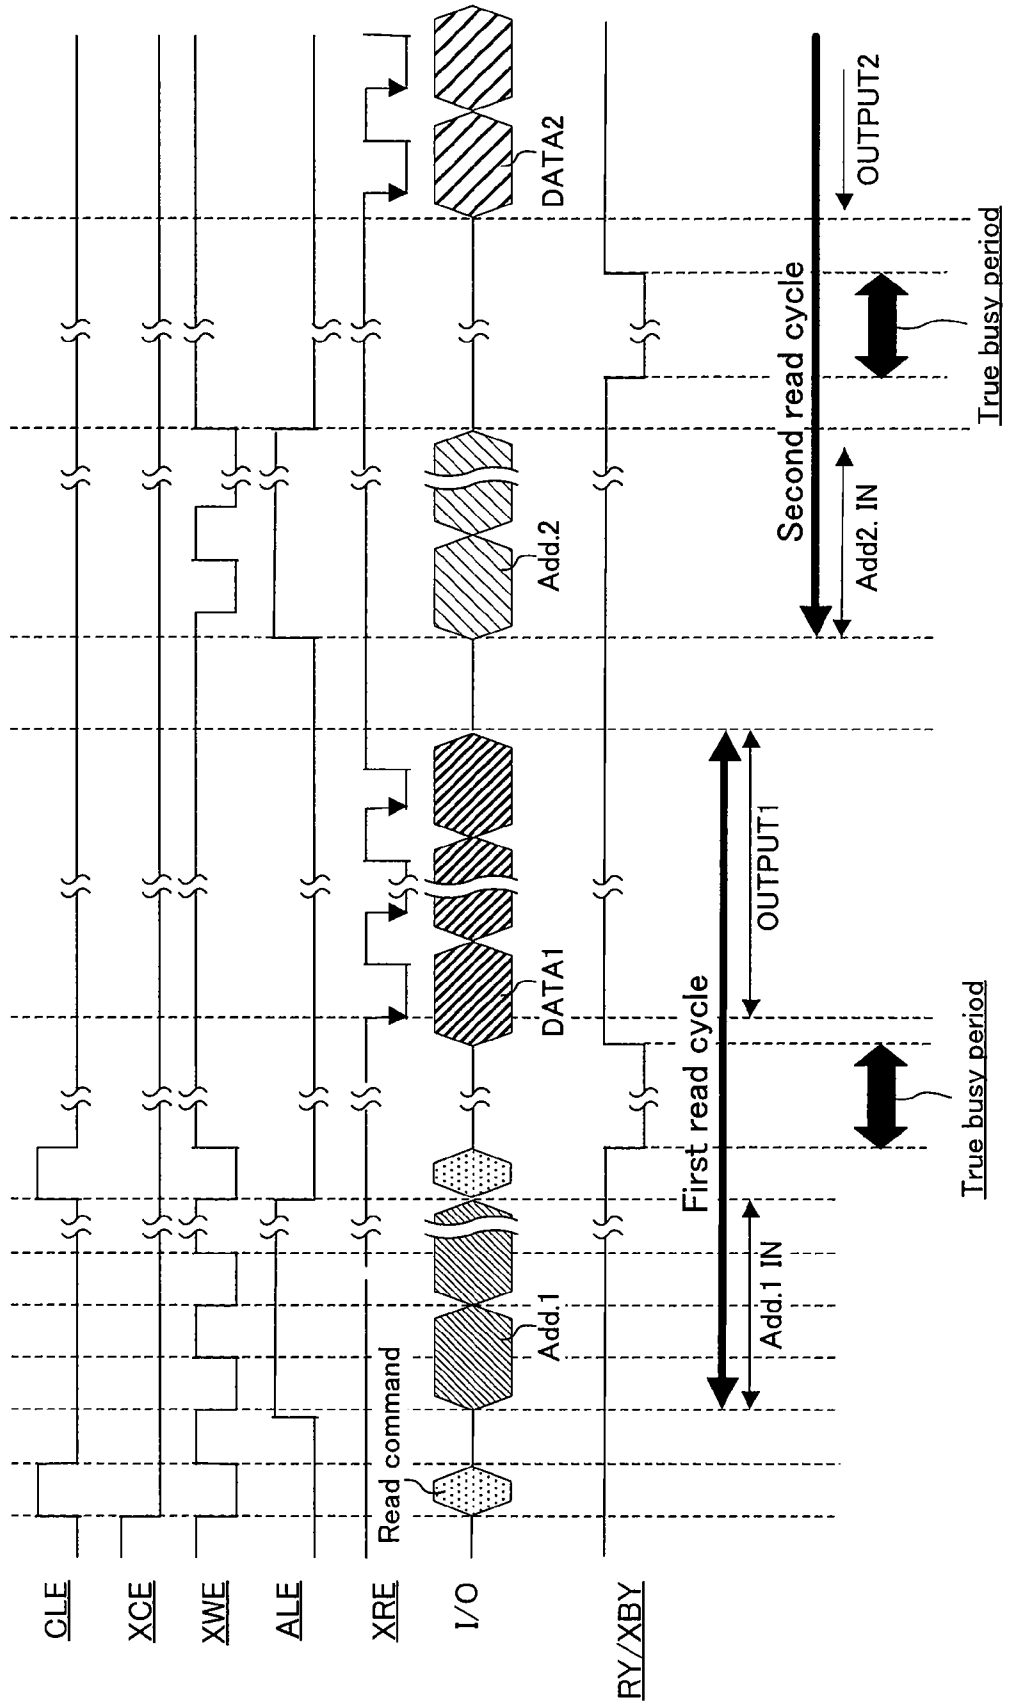 CLE
XCE
XWE
ALE
XRE
I/O
RY/XBY
Read command
Add.1
DATA1
Add.2
DATA2
Add.1 IN
First read cycle
OUTPUT1
True busy period
Second read cycle
Add2. IN
OUTPUT2
True busy period